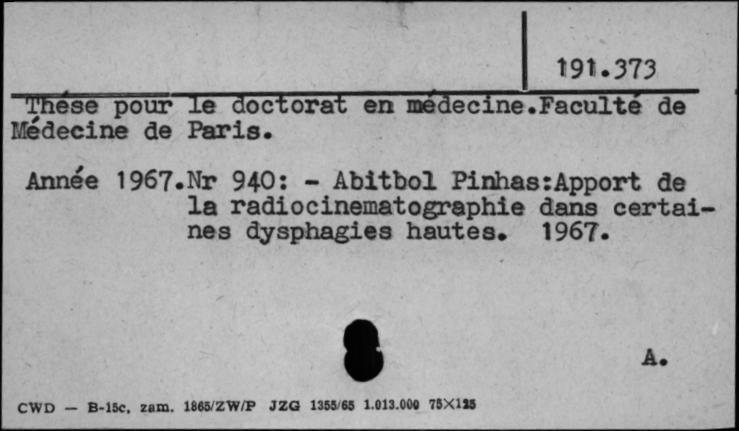 191.373
Thése pour le doctorat en médecine.Faculté de
Médecine de Paris.
Année 1967.Nr 940: - Abitbol Pinhas:Apport de
la radiocinematographie dans certai-
nes dysphagies hautes. 1967.
A.
CWD — B-15c, zam. 1865/ZW/P JZG 1355/65 1.013.000 75X125